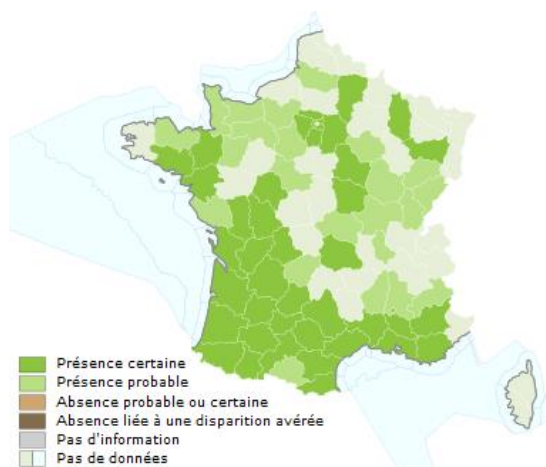 Présence certaine
Présence probable
Absence probable ou certaine
Absence liée à une disparition avérée
Pas d'information
Pas de données